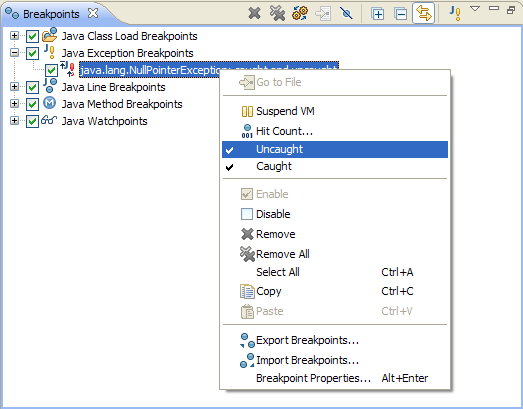 Breakpoints
Java Class Load Breakpoints
Java Exception Breakpoints
java.lang.NullPointerException: caught and uncaught
Java Line Breakpoints
Java Method Breakpoints
Java Watchpoints
Go to File
Suspend VM
001 Hit Count...
Uncaught
Caught
Enable
Disable
Remove
Remove All
Select All Ctrl+A
Copy Ctrl+C
Paste Ctrl+V
Export Breakpoints...
Import Breakpoints...
Breakpoint Properties... Alt+Enter